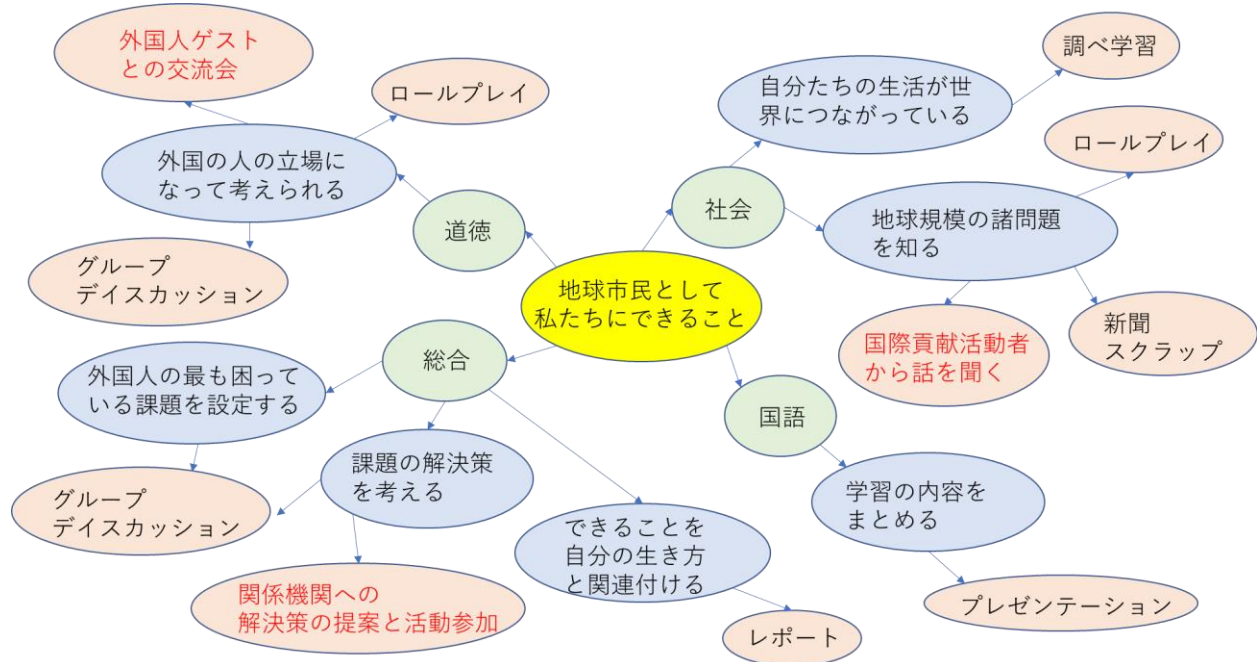 外国人ゲスト
との交流会
ロールプレイ
外国の人の立場に
なって考えられる
道徳
グループ
デイスカッション
調べ学習
自分たちの生活が世
界につながっている
ロールプレイ
社会
地球規模の諸問題
を知る
国際貢献活動者
から話を聞く
新聞
スクラップ
地球市民として
私たちにできること
総合
外国人の最も困って
いる課題を設定する
グループ
デイスカッション
課題の解決策
を考える
関係機関への
解決策の提案と活動参加
できることを
自分の生き方
と関連付ける
レポート
国語
学習の内容を
まとめる
プレゼンテーション